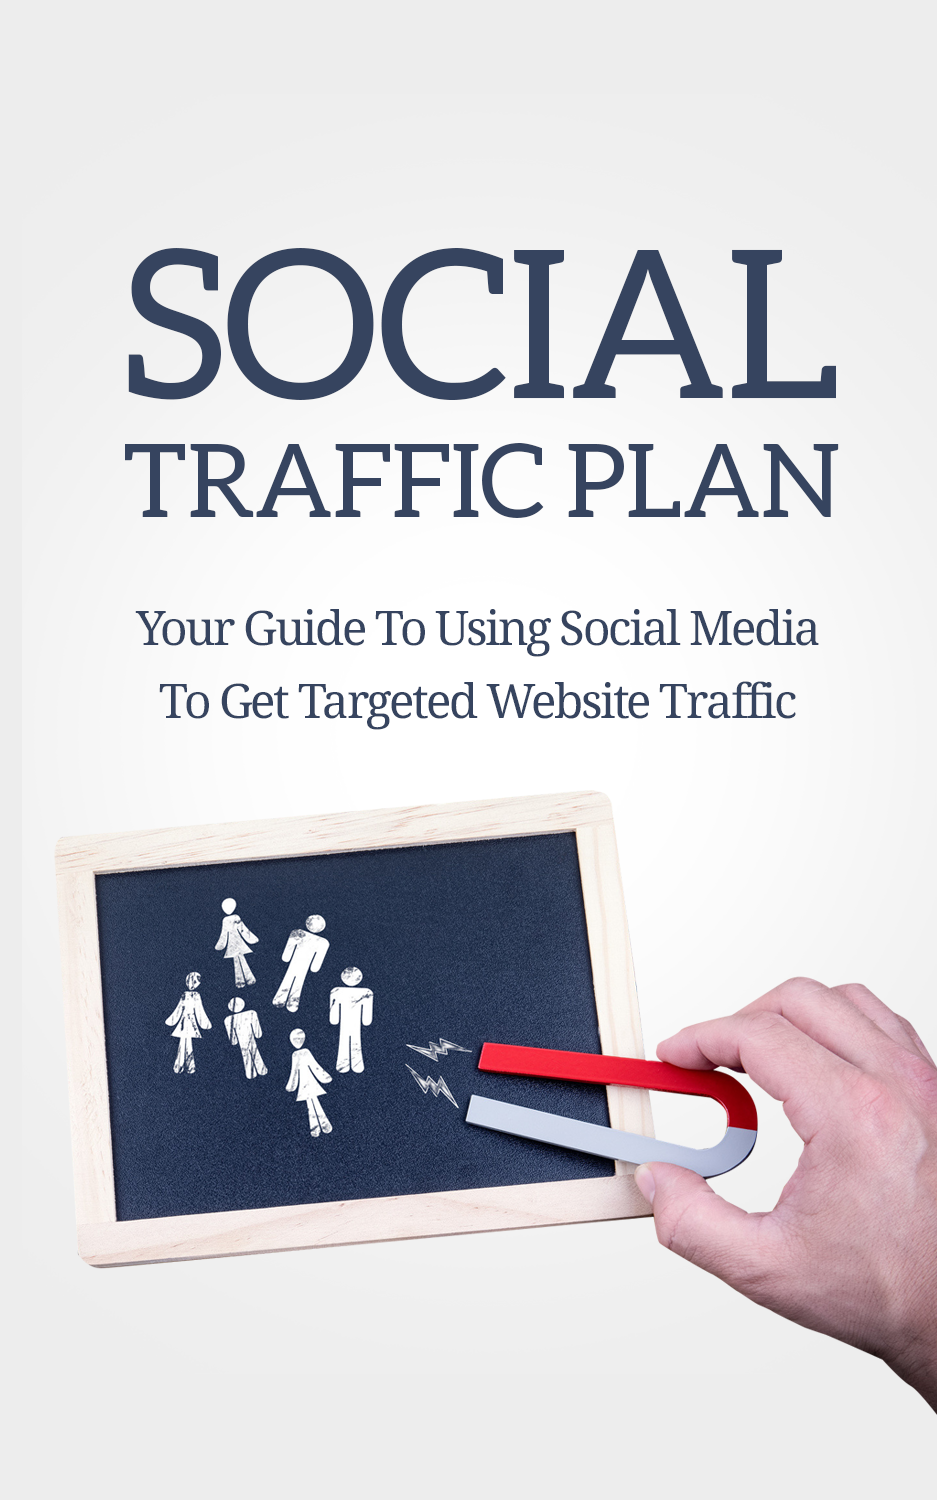 SOCIAL
TRAFFIC PLAN
Your Guide To Using Social Media
To Get Targeted Website Traffic